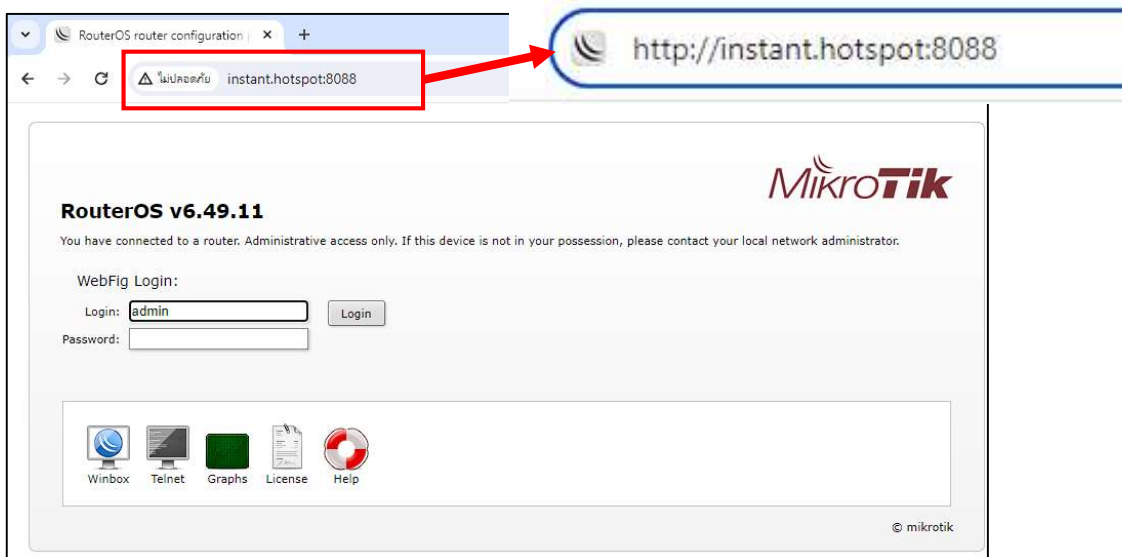 RouterOS router configuration
ไม่ปลอดภัย instant.hotspot:8088
http://instant.hotspot:8088
MikroTik
RouterOS v6.49.11
You have connected to a router. Administrative access only. If this device is not in your possession, please contact your local network administrator.
WebFig Login:
Login: admin
Login
Password:
Winbox Telnet Graphs License Help
© mikrotik